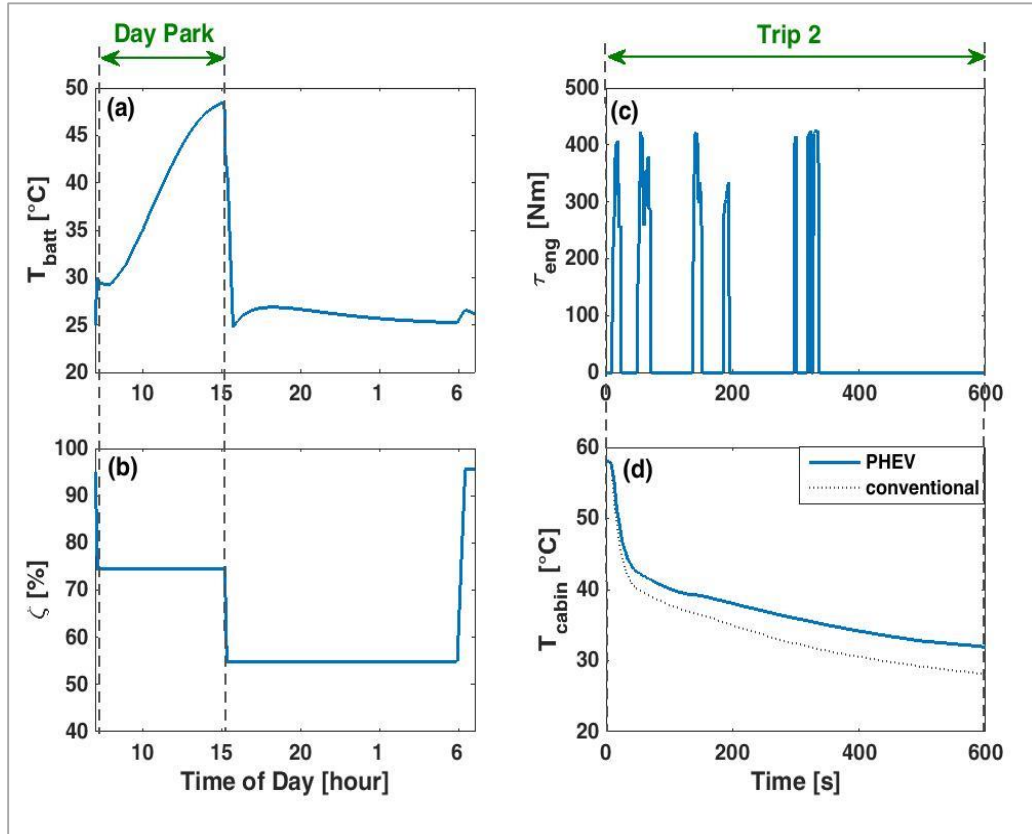 Day Park
Trip 2
(a)
50
45
40
35
30
25
20
T_batt [°C]
10 15 20 1 6
(c)
500
400
300
200
100
0
τ_eng [Nm]
0 200 400 600
(b)
100
90
80
70
60
50
40
ζ [%]
10 15 20 1 6
Time of Day [hour]
(d)
PHEV
conventional
60
50
40
30
20
T_cabin [°C]
0 200 400 600
Time [s]